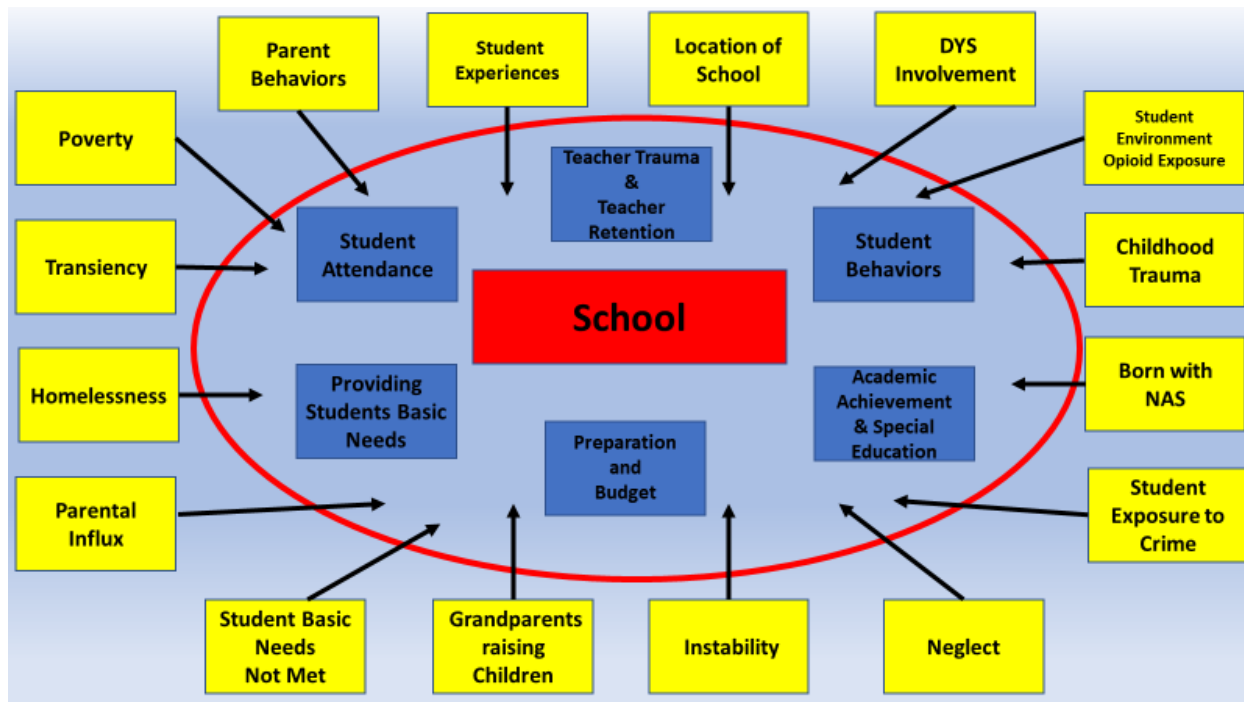 Parent
Behaviors
Student
Experiences
Location of
School
DYS
Involvement
Poverty
Student
Environment
Opioid Exposure
Teacher Trauma
&
Teacher
Retention
Student
Attendance
Student
Behaviors
Transiency
Childhood
Trauma
School
Homelessness
Providing
Students Basic
Needs
Academic
Achievement
& Special
Education
Born with
NAS
Preparation
and
Budget
Parental
Influx
Student
Exposure to
Crime
Student Basic
Needs
Not Met
Grandparents
raising
Children
Instability
Neglect